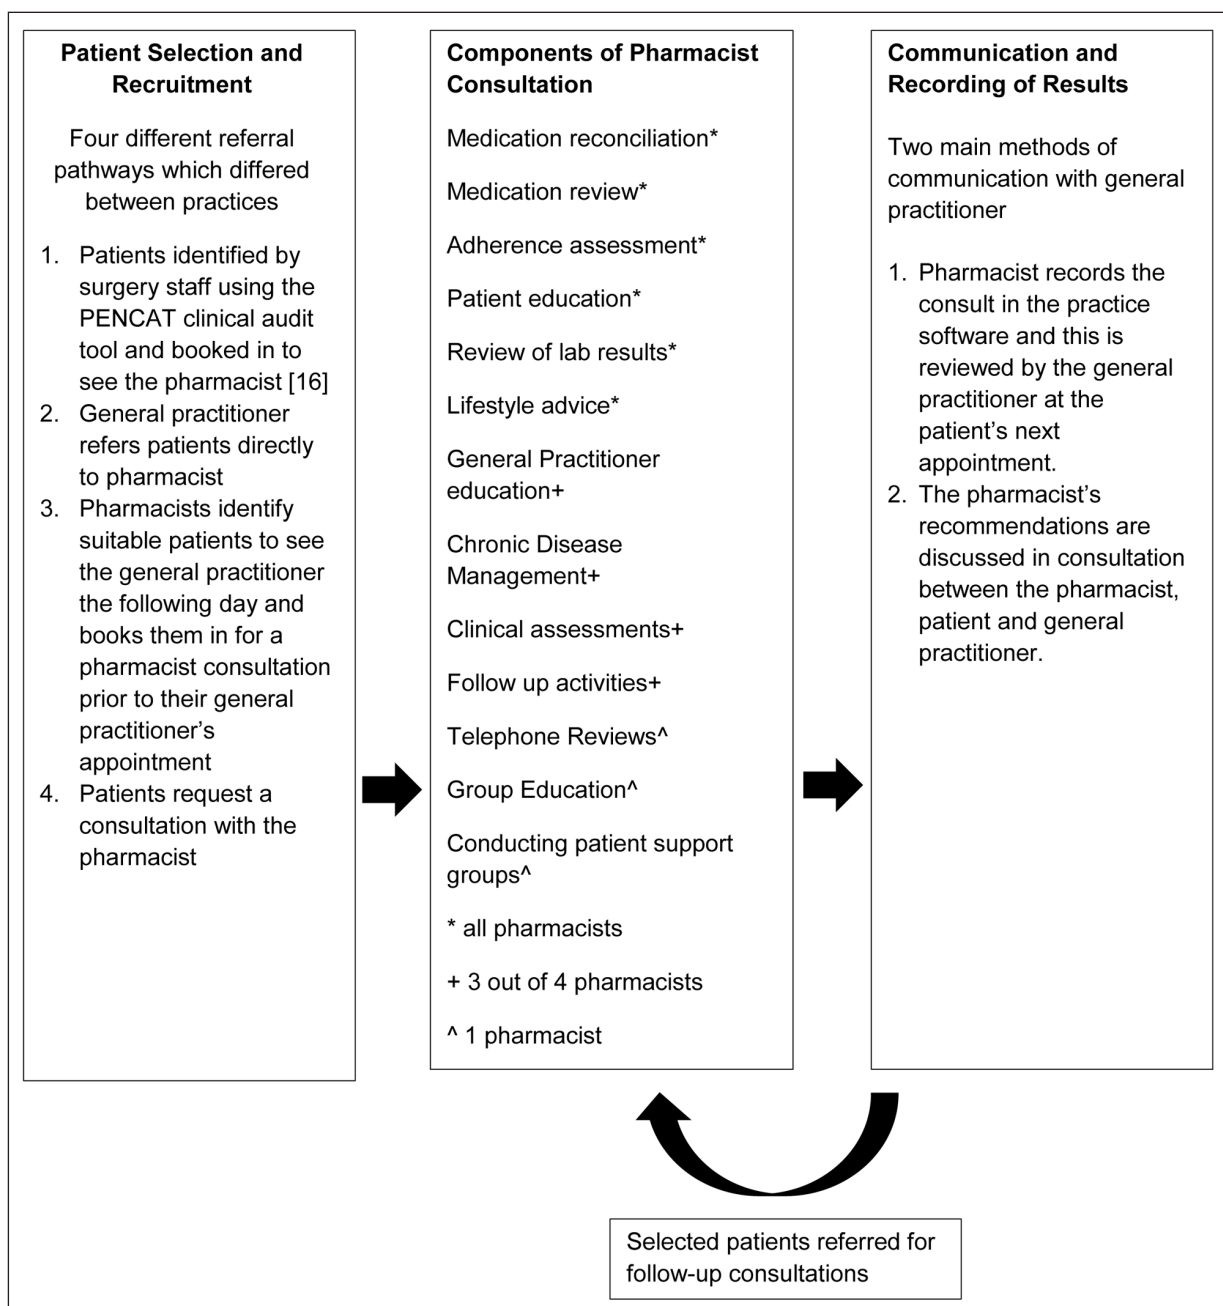 Patient Selection and
Recruitment
Four different referral
pathways which differed
between practices
1. Patients identified by
surgery staff using the
PENCAT clinical audit
tool and booked in to
see the pharmacist [16]
2. General practitioner
refers patients directly
to pharmacist
3. Pharmacists identify
suitable patients to see
the general practitioner
the following day and
books them in for a
pharmacist consultation
prior to their general
practitioner’s
appointment
4. Patients request a
consultation with the
pharmacist
Components of Pharmacist
Consultation
Medication reconciliation*
Medication review*
Adherence assessment*
Patient education*
Review of lab results*
Lifestyle advice*
General Practitioner
education+
Chronic Disease
Management+
Clinical assessments+
Follow up activities+
Telephone Reviews^
Group Education^
Conducting patient support
groups^
* all pharmacists
+ 3 out of 4 pharmacists
^ 1 pharmacist
Communication and
Recording of Results
Two main methods of
communication with general
practitioner
1. Pharmacist records the
consult in the practice
software and this is
reviewed by the general
practitioner at the
patient’s next
appointment.
2. The pharmacist’s
recommendations are
discussed in consultation
between the pharmacist,
patient and general
practitioner.
Selected patients referred for
follow-up consultations